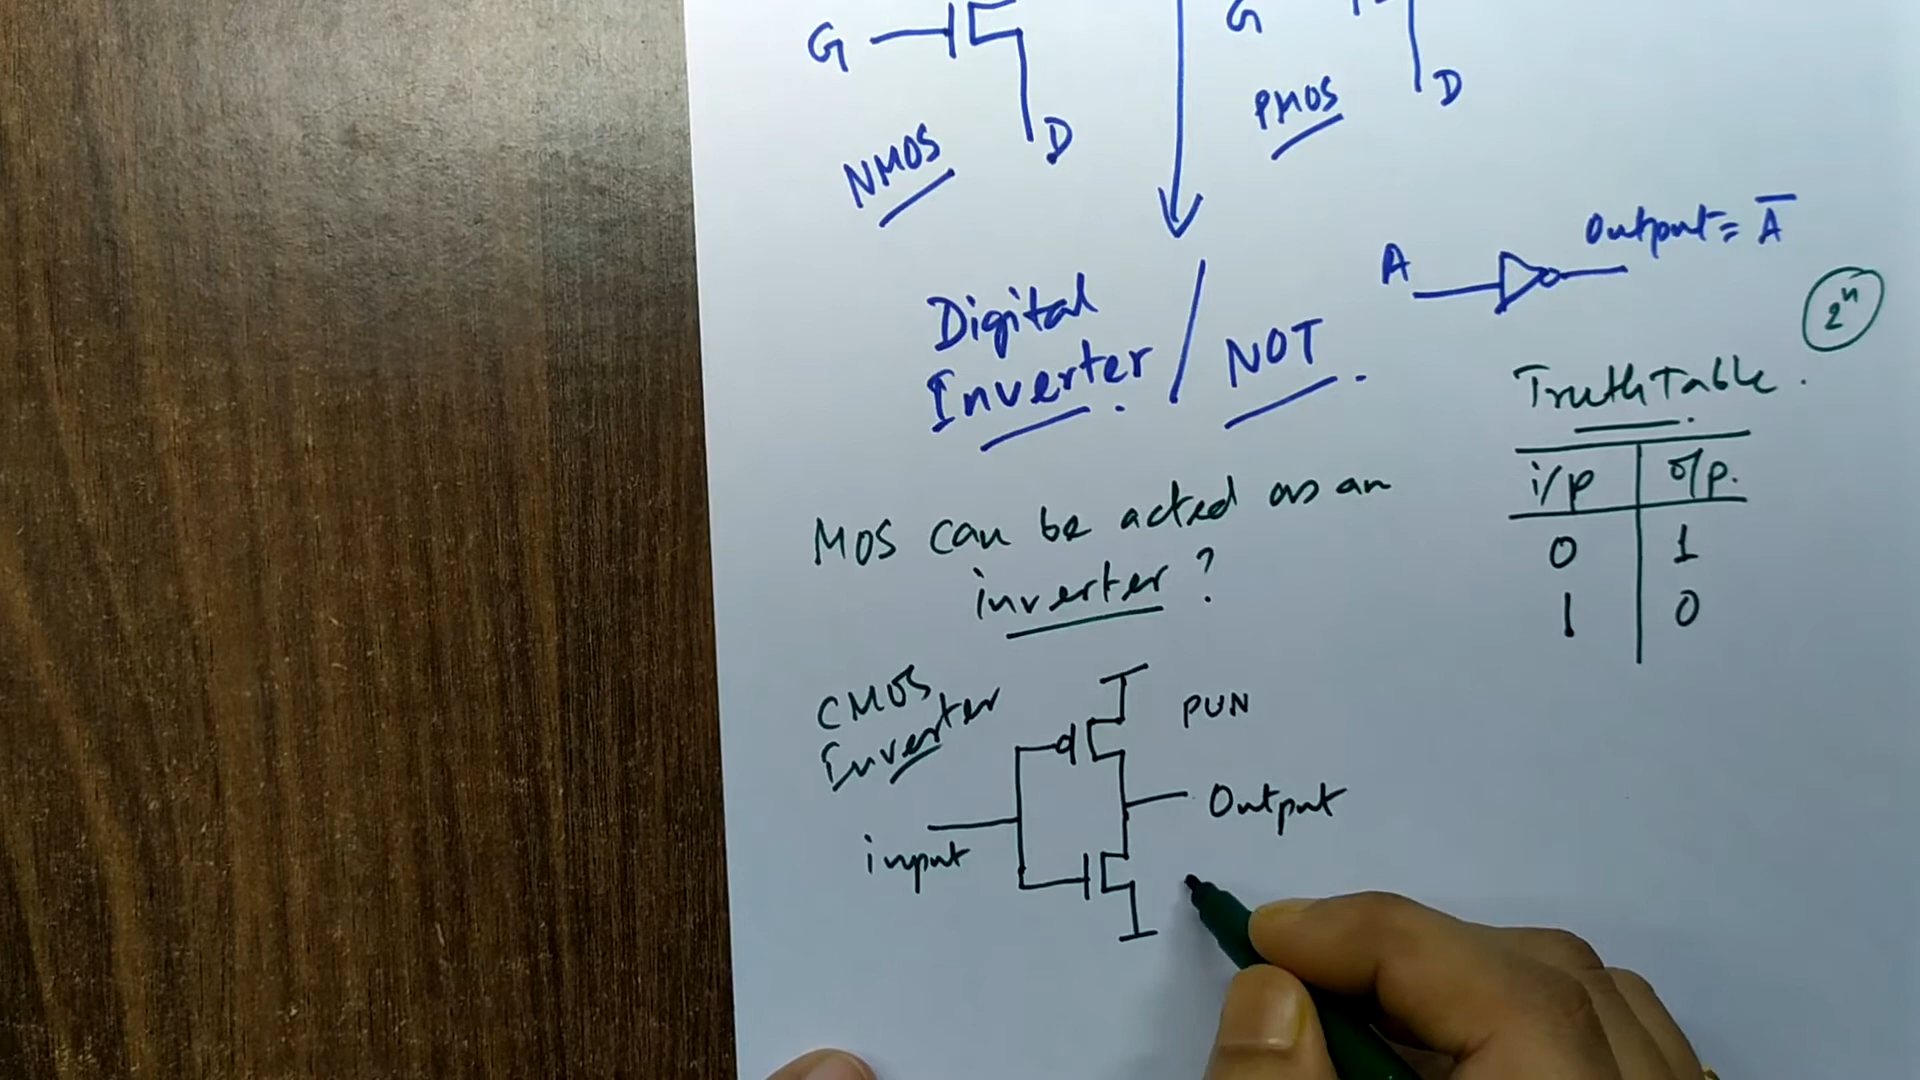 G
D
NMOS
G
D
PMOS
Digital
Inverter / NOT.
A
Output = A̅
2ⁿ
Truth Table.
i/p o/p.
0 1
1 0
MOS can be acted as an
inverter?
CMOS
Inverter
PUN
input
Output